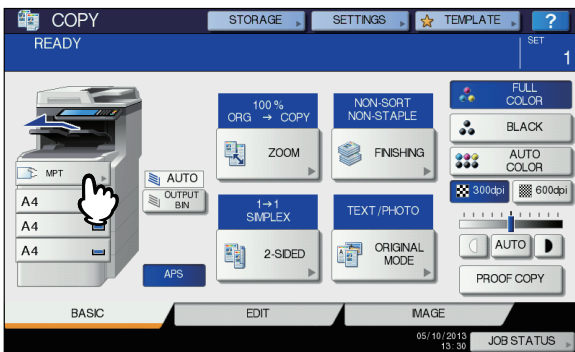 COPY
STORAGE
SETTINGS
TEMPLATE
?
READY
SET
1
100 %
ORG → COPY
NON-SORT
NON-STAPLE
FULL
COLOR
BLACK
ZOOM
FINISHING
AUTO
COLOR
MPT
AUTO
300dpi
600dpi
OUTPUT
BIN
A4
A4
A4
1→1
SIMPLEX
TEXT/PHOTO
2-SIDED
ORIGINAL
MODE
AUTO
APS
PROOF COPY
BASIC
EDIT
IMAGE
05/10/2013
13:30
JOB STATUS